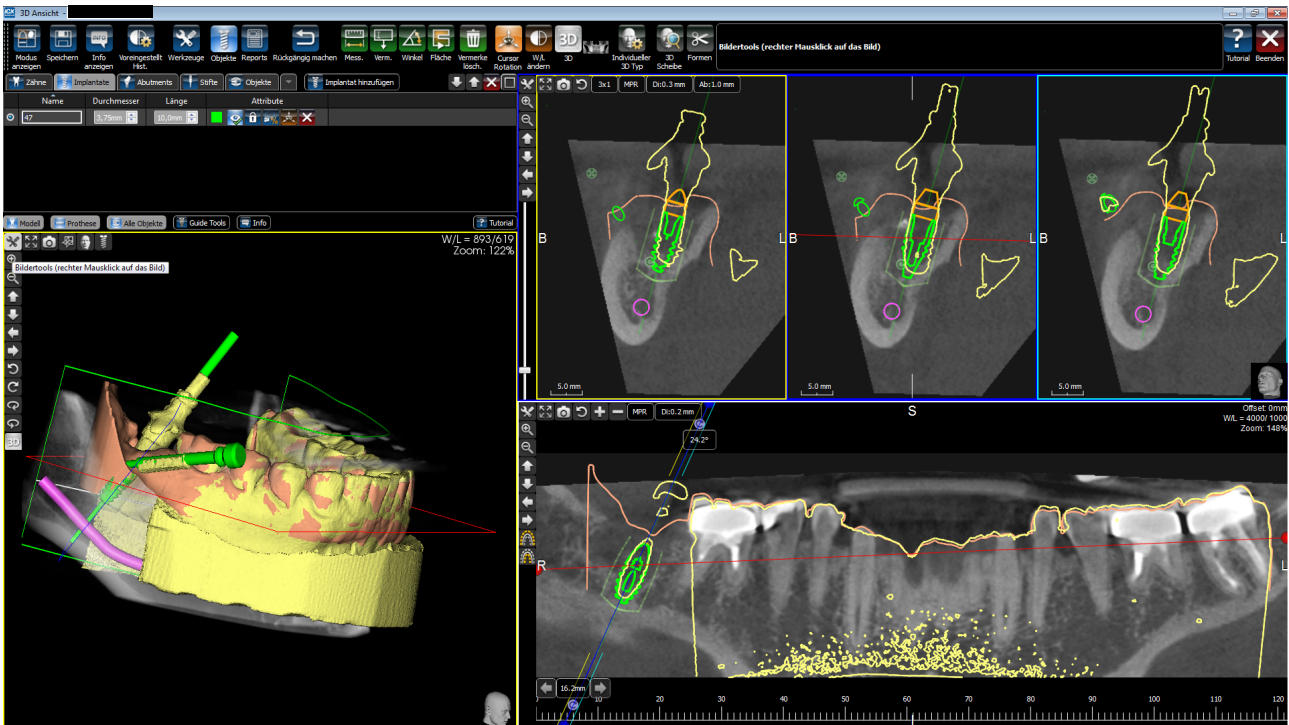 3D Ansicht -
Modus anzeigen
Speichern
Info anzeigen
Voreingestellt Hist.
Werkzeuge
Objekte
Reports
Rückgängig machen
Mess.
Verm.
Winkel
Fläche
Vermerke lösch.
Cursor Rotation
W/L ändern
3D
3D
Individueller 3D Typ
3D Scheibe
Formen
Bildertools (rechter Mausklick auf das Bild)
Tutorial
Beenden
INFO
Zähne
Implantate
Abutments
Stifte
Objekte
Implantat hinzufügen
Name
Durchmesser
Länge
Attribute
47
3,75mm
10,0mm
Modell
Prothese
Alle Objekte
Guide Tools
Info
Tutorial
W/L = 893/619
Zoom: 122%
Bildertools (rechter Mausklick auf das Bild)
3D
3x1
MPR
Di:0.3 mm
Ab:1.0 mm
B
L
B
L
B
L
5.0 mm
5.0 mm
5.0 mm
MPR
Di:0.2 mm
S
Offset: 0mm
W/L = 4000/ 1000
Zoom: 148%
24.2°
R
L
16.2mm
0 10 20 30 40 50 60 70 80 90 100 110 120